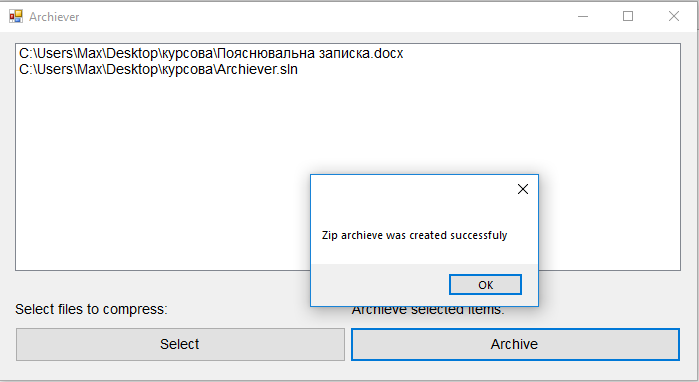 Archiever
C:\Users\Max\Desktop\курсова\Пояснювальна записка.docx
C:\Users\Max\Desktop\курсова\Archiever.sln
Zip archieve was created successfuly
OK
Select files to compress:
Archieve selected items:
Select
Archive